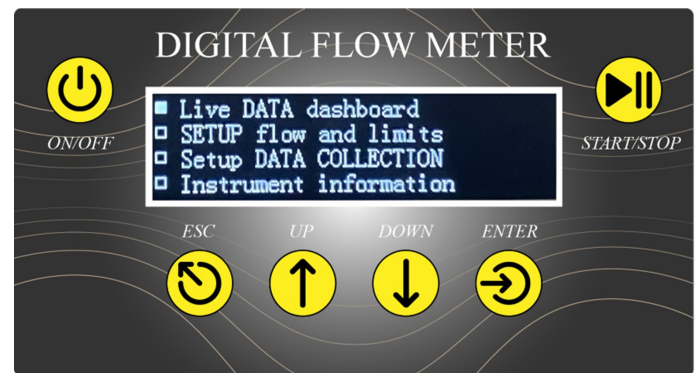 DIGITAL FLOW METER
Live DATA dashboard
SETUP flow and limits
Setup DATA COLLECTION
Instrument information
ON/OFF
START/STOP
ESC
UP
DOWN
ENTER